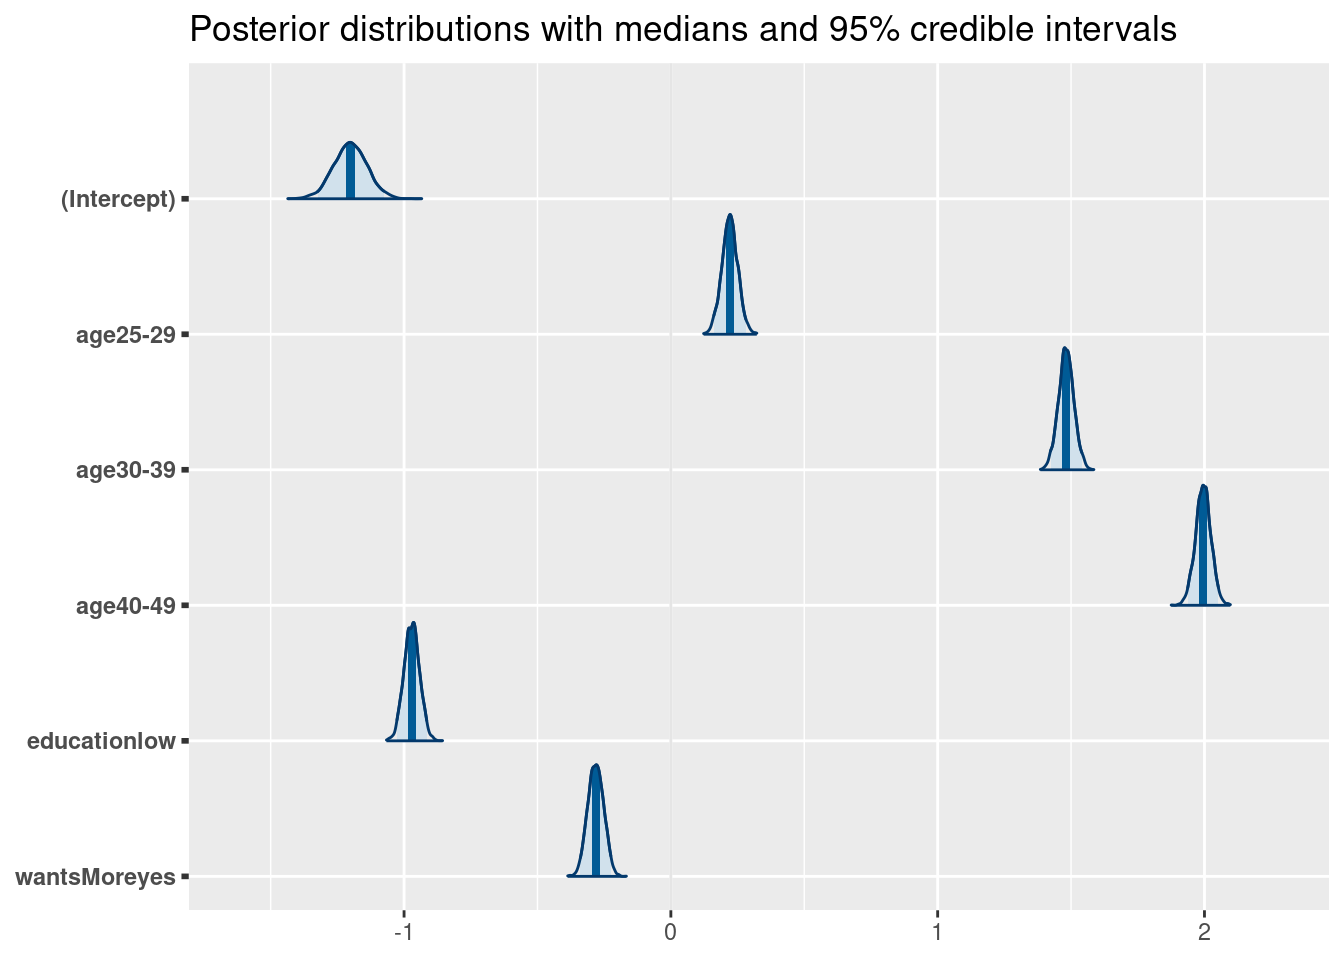 Posterior distributions with medians and 95% credible intervals
(Intercept)
age25-29
age30-39
age40-49
educationlow
wantsMoreyes
-1 0 1 2